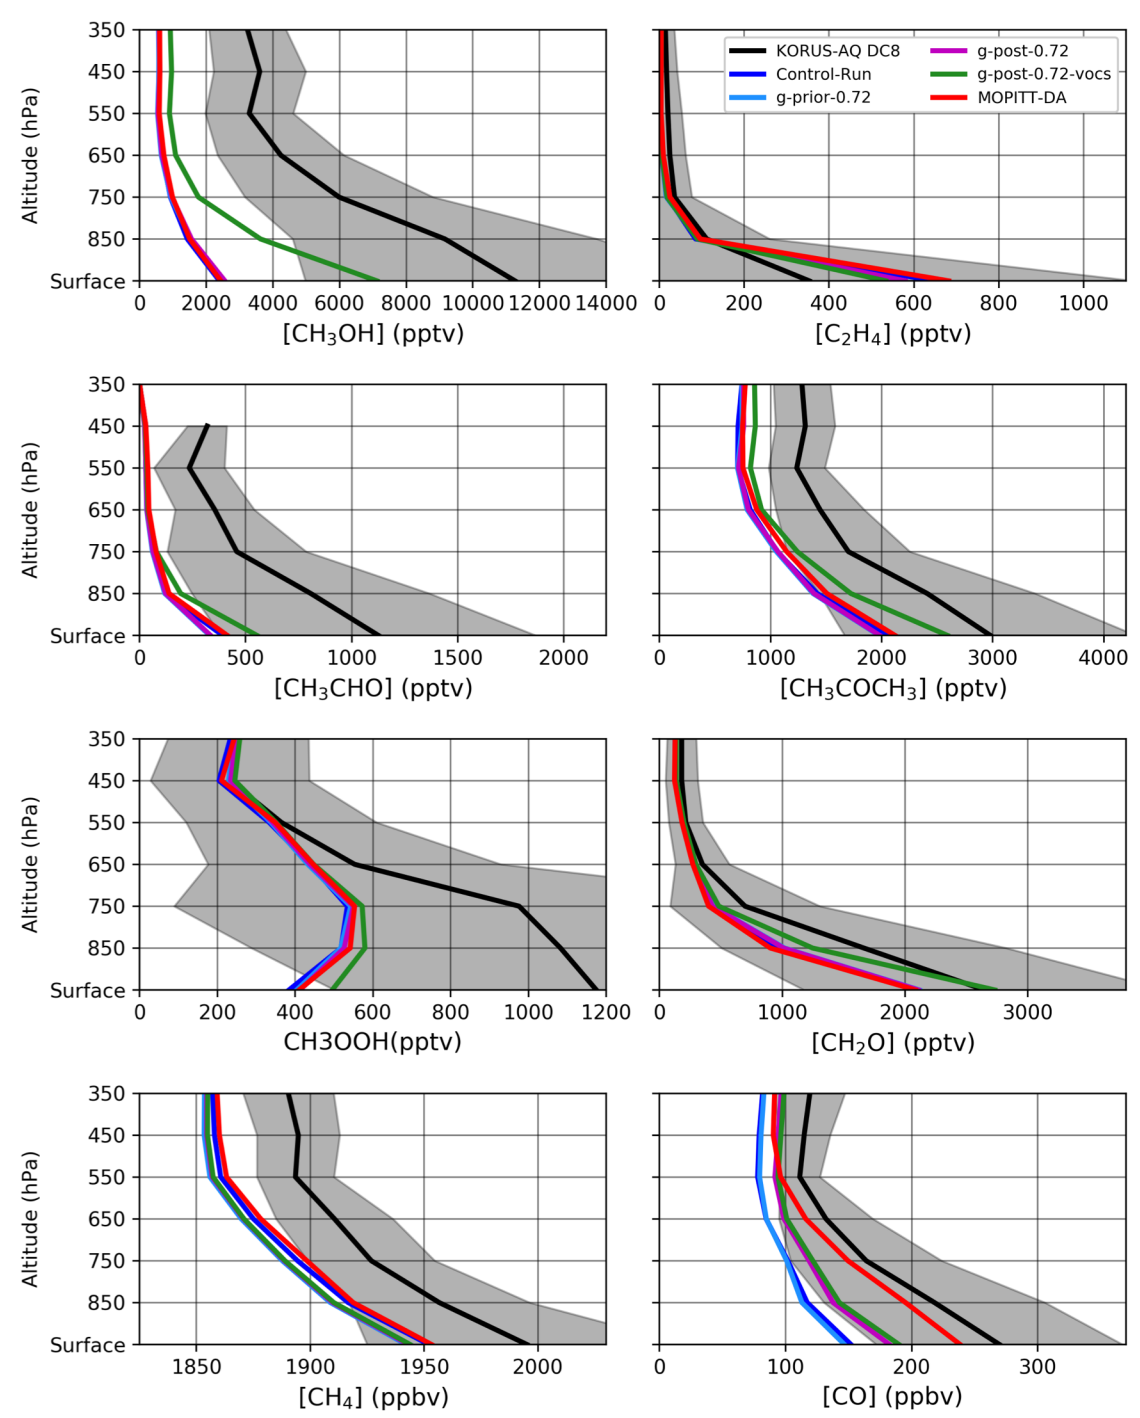 350
450
550
650
750
850
Surface
Altitude (hPa)
0 2000 4000 6000 8000 10000 12000 14000
[CH₃OH] (pptv)
KORUS-AQ DC8
Control-Run
g-prior-0.72
g-post-0.72
g-post-0.72-vocs
MOPITT-DA
0 200 400 600 800 1000
[C₂H₄] (pptv)
350
450
550
650
750
850
Surface
Altitude (hPa)
0 500 1000 1500 2000
[CH₃CHO] (pptv)
0 1000 2000 3000 4000
[CH₃COCH₃] (pptv)
350
450
550
650
750
850
Surface
Altitude (hPa)
0 200 400 600 800 1000 1200
CH3OOH(pptv)
0 1000 2000 3000
[CH₂O] (pptv)
350
450
550
650
750
850
Surface
Altitude (hPa)
1850 1900 1950 2000
[CH₄] (ppbv)
0 100 200 300
[CO] (ppbv)